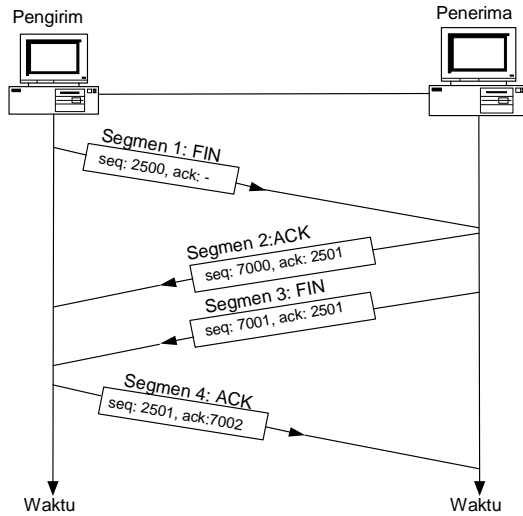 Pengirim
Penerima
Segmen 1: FIN
seq: 2500, ack: -
Segmen 2:ACK
seq: 7000, ack: 2501
Segmen 3: FIN
seq: 7001, ack: 2501
Segmen 4: ACK
seq: 2501, ack:7002
Waktu
Waktu